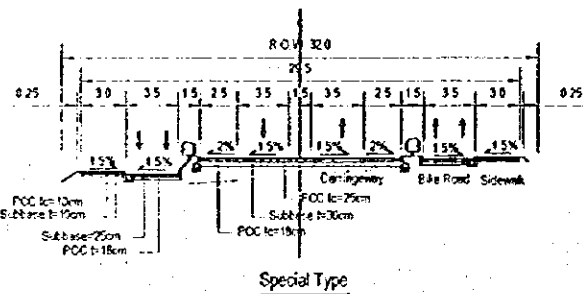 R.O.W. 32.0
29.5
0.25 3.0 3.5 1.5 2.5 3.5 1.5 3.5 2.5 1.5 3.5 3.0 0.25
1.5% 1.5% 2% 1.5% 1.5% 2% 1.5% 1.5%
Carriageway Bike Road Sidewalk
PCC tc=10cm
Subbase t=10cm
PCC tc=25cm
Subbase t=30cm
Subbase=25cm
PCC tc=18cm
PCC t=18cm
Special Type